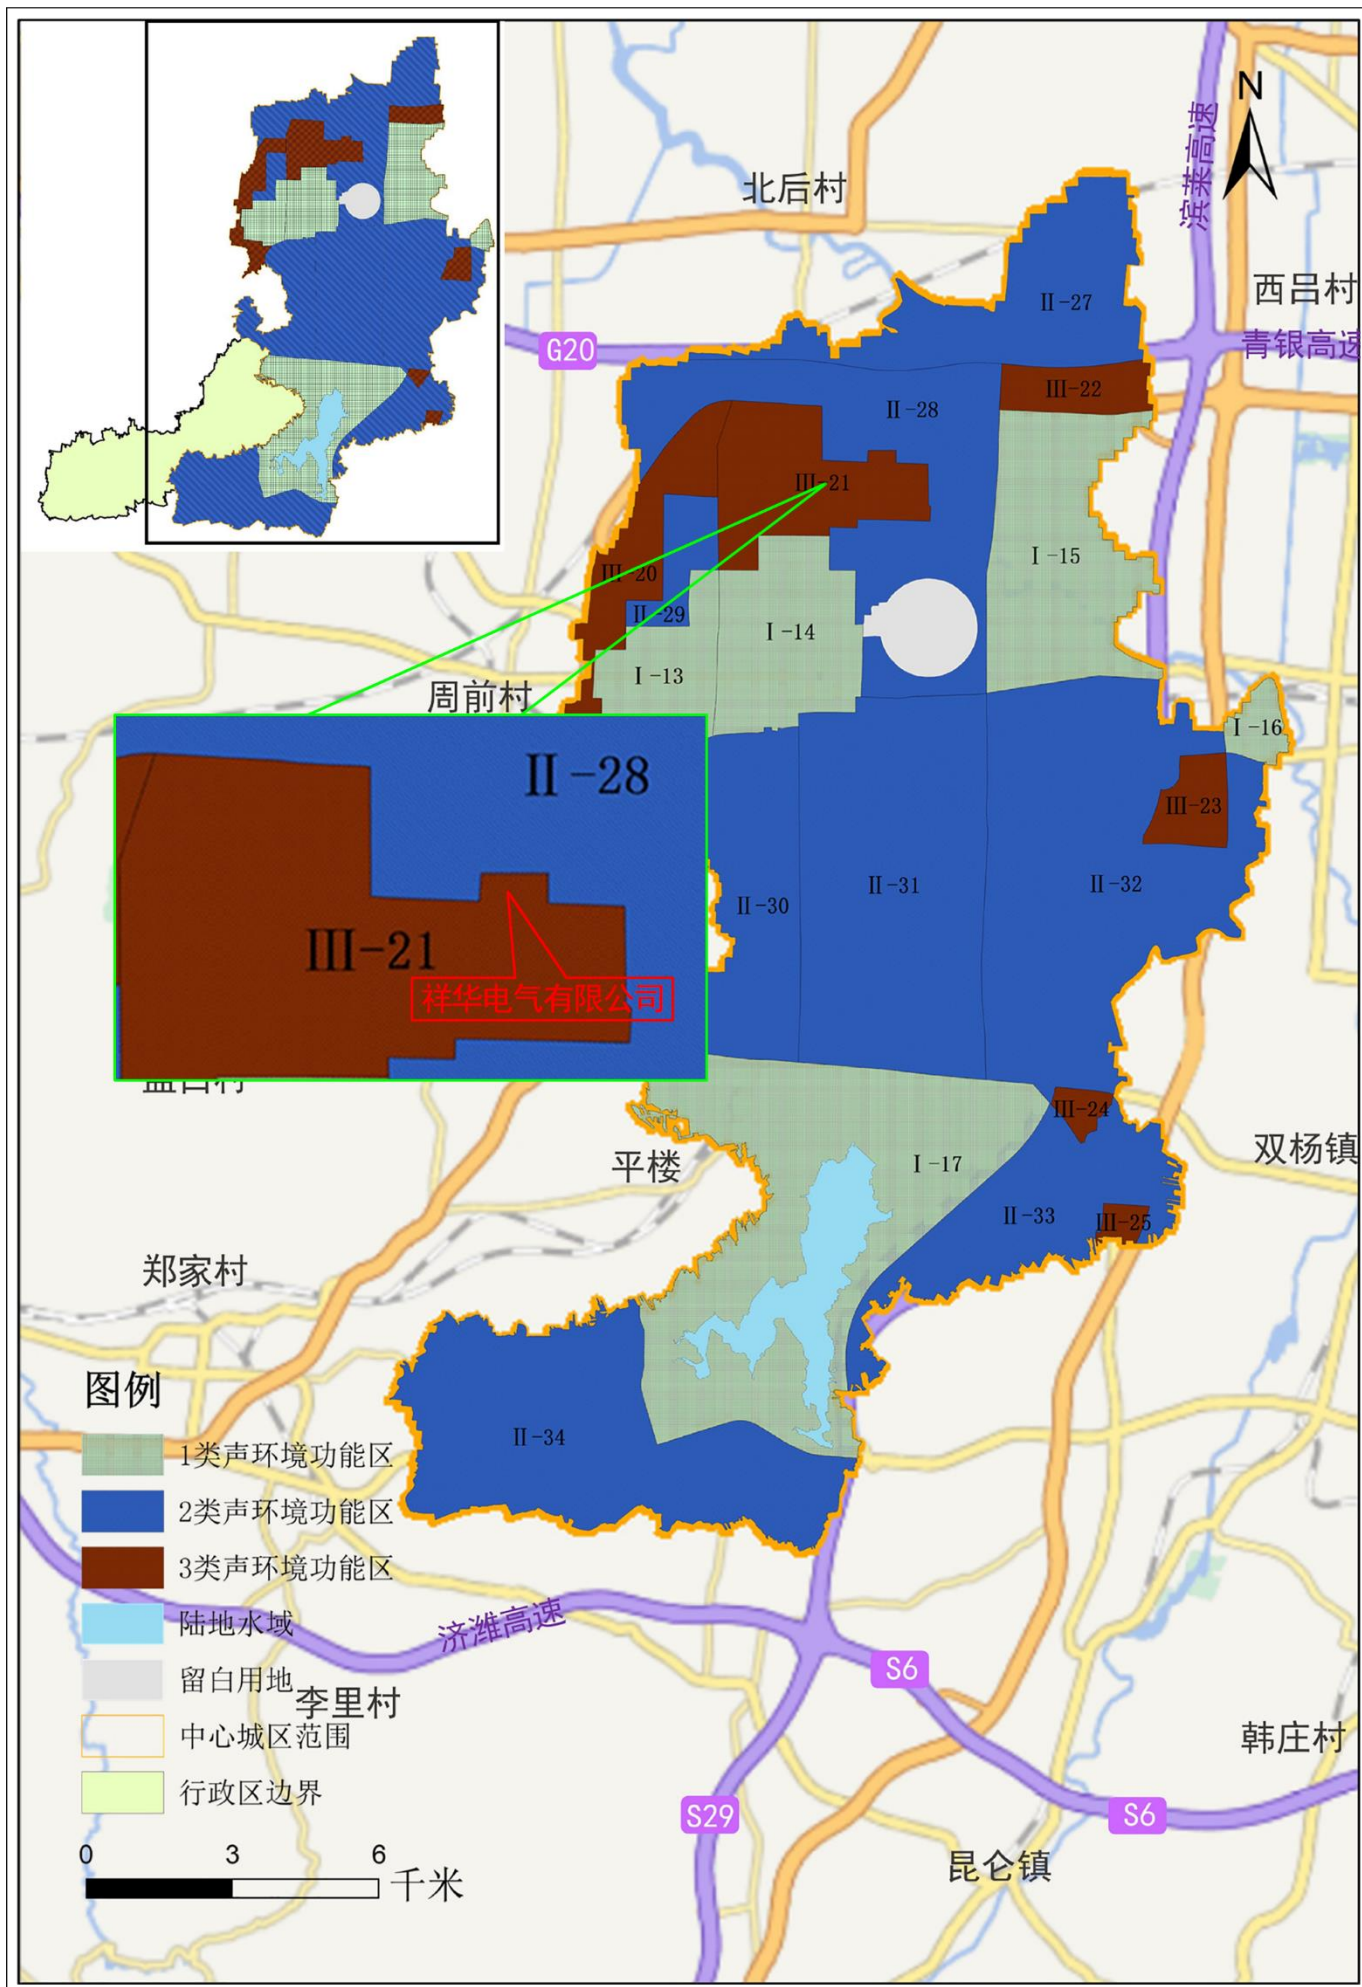 N
滨莱高速
北后村
西吕村
II-27
青银高速
G20
III-22
II-28
III-21
I-15
III-20
II-29
I-14
I-13
周前村
I-16
II-28
III-23
II-32
II-31
II-30
III-21
祥华电气有限公司
III-24
双杨镇
平楼
I-17
II-33
III-25
郑家村
图例
II-34
1类声环境功能区
2类声环境功能区
3类声环境功能区
陆地水域
济潍高速
S6
留白用地
李里村
中心城区范围
韩庄村
行政区边界
S29
S6
0 3 6
千米
昆仑镇